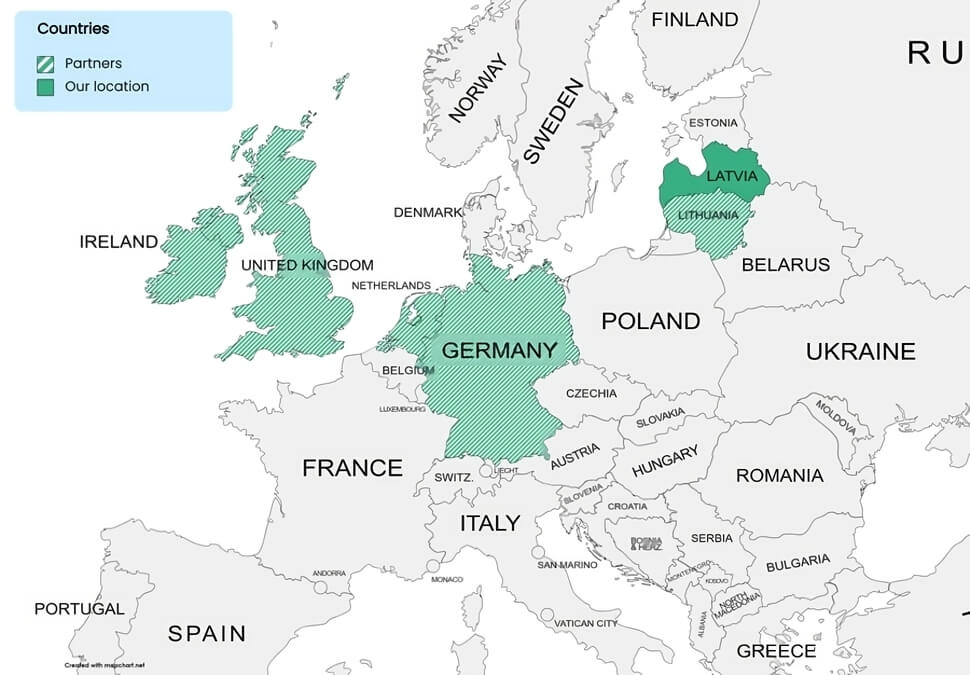 Countries
Partners
Our location
FINLAND
RU
NORWAY
SWEDEN
ESTONIA
LATVIA
DENMARK
LITHUANIA
IRELAND
UNITED KINGDOM
BELARUS
NETHERLANDS
POLAND
GERMANY
UKRAINE
BELGIUM
CZECHIA
LUXEMBOURG
SLOVAKIA
MOLDOVA
FRANCE
AUSTRIA
HUNGARY
SWITZ.
LIECHT
ROMANIA
SLOVENIA
CROATIA
ITALY
SERBIA
BOSNIA
& HERZ.
SAN MARINO
BULGARIA
ANDORRA
MONACO
MONTENEGRO
KOSOVO
PORTUGAL
NORTH
MACEDONIA
VATICAN CITY
ALBANIA
SPAIN
GREECE
Created with mapchart.net